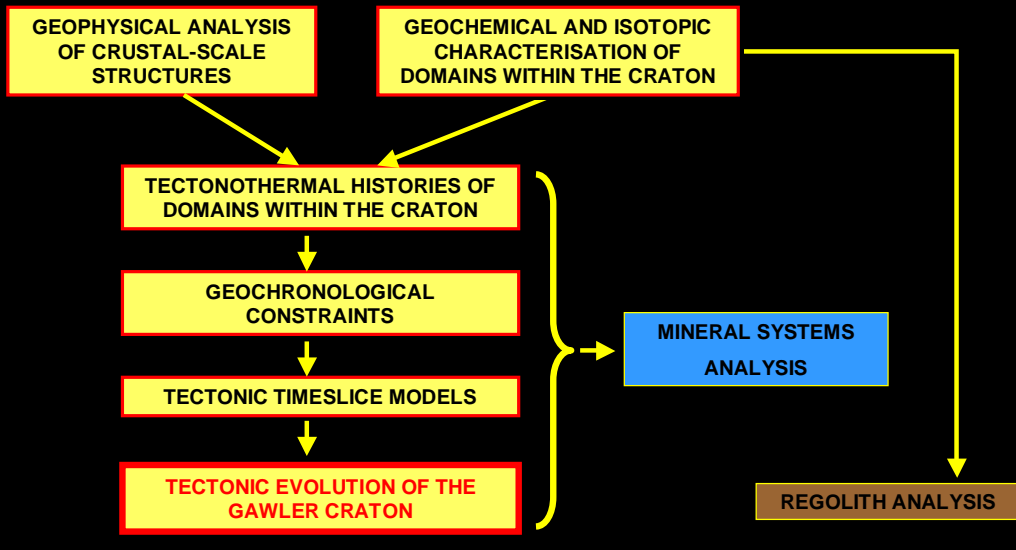 GEOPHYSICAL ANALYSIS
OF CRUSTAL-SCALE
STRUCTURES
GEOCHEMICAL AND ISOTOPIC
CHARACTERISATION OF
DOMAINS WITHIN THE CRATON
TECTONOTHERMAL HISTORIES OF
DOMAINS WITHIN THE CRATON
GEOCHRONOLOGICAL
CONSTRAINTS
MINERAL SYSTEMS
ANALYSIS
TECTONIC TIMESLICE MODELS
TECTONIC EVOLUTION OF THE
GAWLER CRATON
REGOLITH ANALYSIS